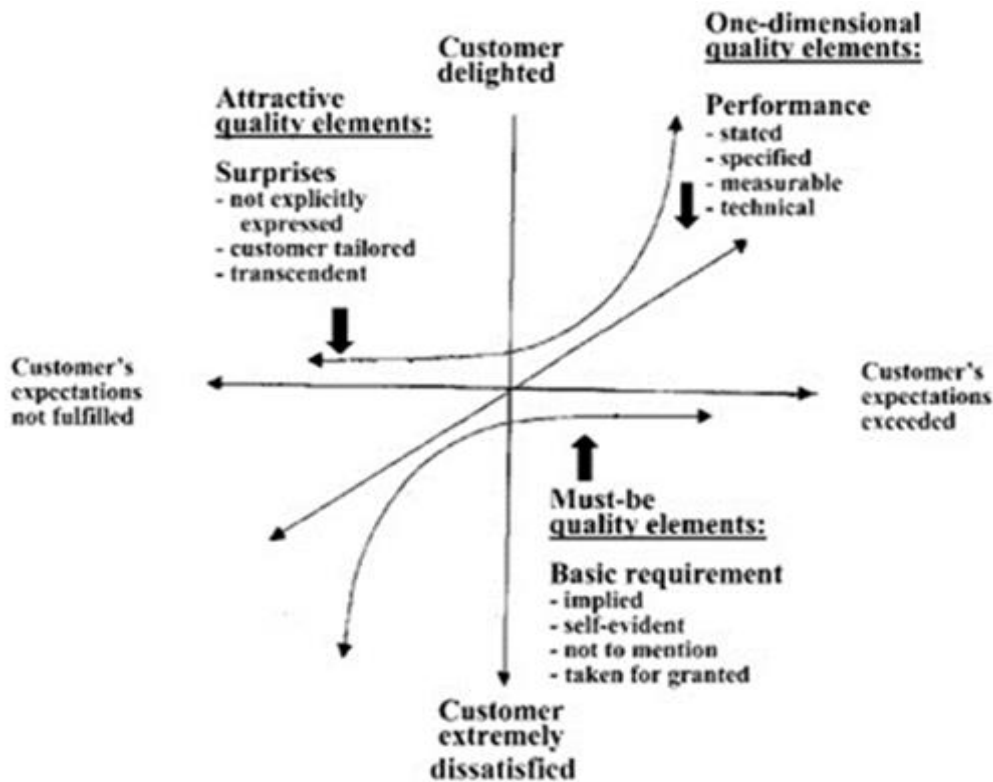 Customer
delighted
One-dimensional
quality elements:
Performance
- stated
- specified
- measurable
- technical
Attractive
quality elements:
Surprises
- not explicitly
expressed
- customer tailored
- transcendent
Customer's
expectations
not fulfilled
Customer's
expectations
exceeded
Must-be
quality elements:
Basic requirement
- implied
- self-evident
- not to mention
- taken for granted
Customer
extremely
dissatisfied